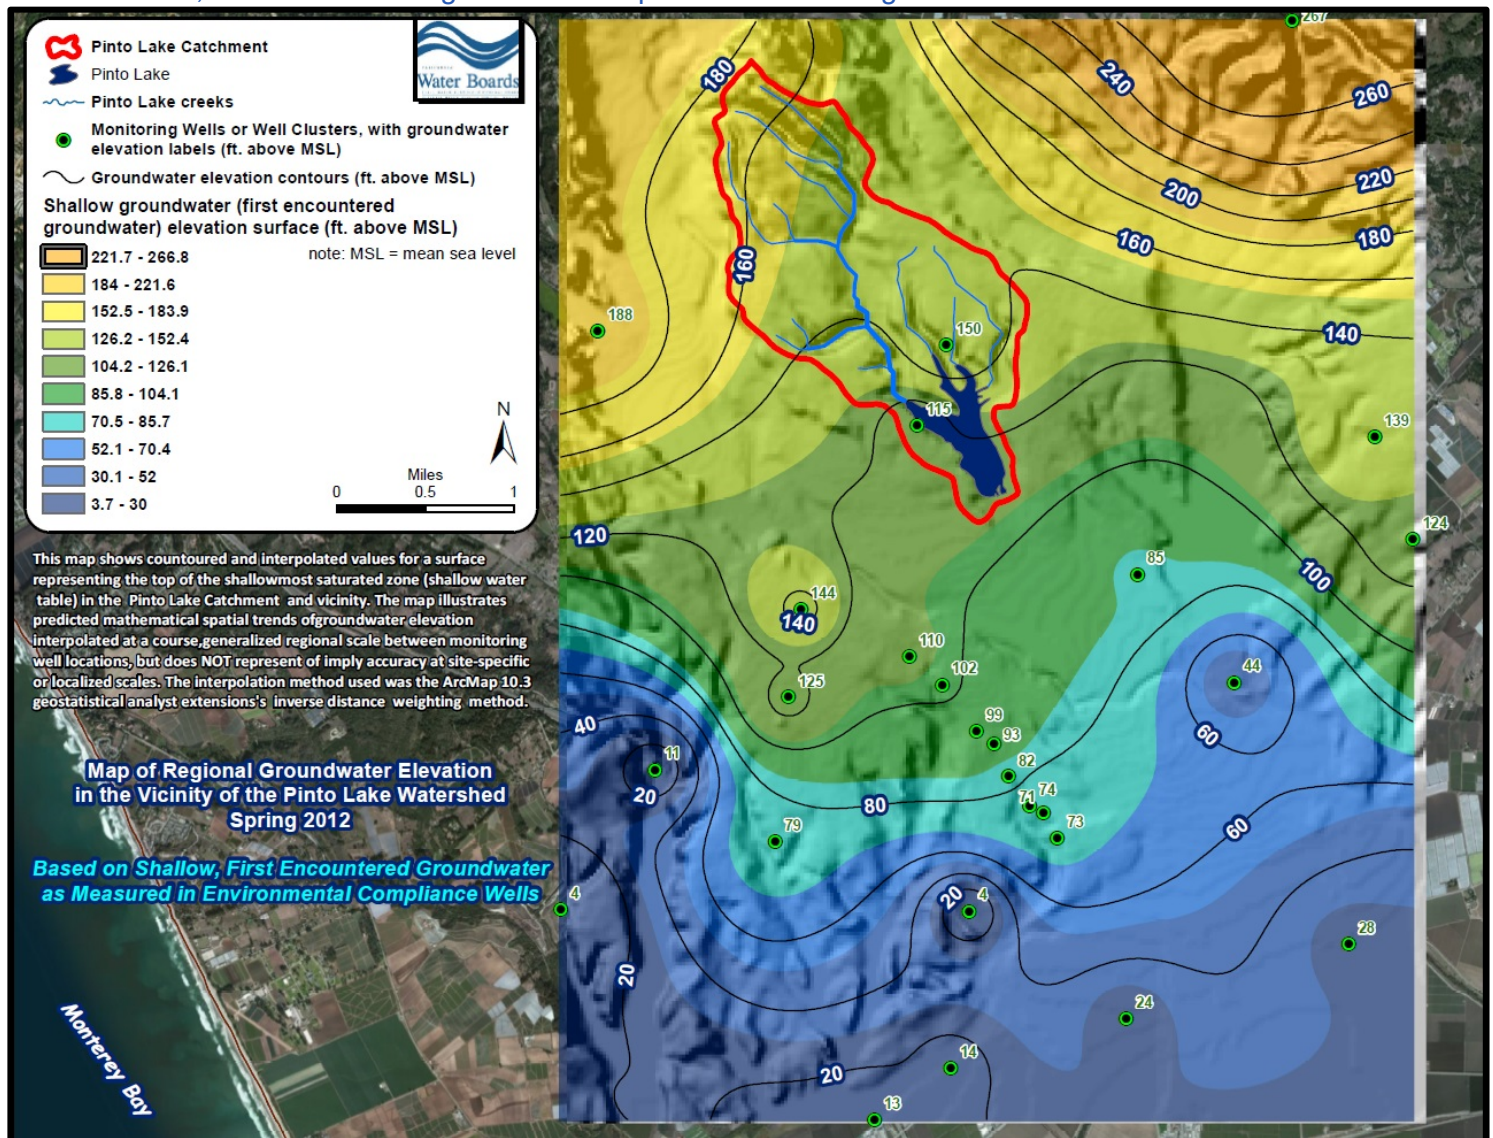 Pinto Lake Catchment
Pinto Lake
Pinto Lake creeks
Monitoring Wells or Well Clusters, with groundwater
elevation labels (ft. above MSL)
Groundwater elevation contours (ft. above MSL)
Shallow groundwater (first encountered
groundwater) elevation surface (ft. above MSL)
note: MSL = mean sea level
221.7 - 266.8
184 - 221.6
152.5 - 183.9
126.2 - 152.4
104.2 - 126.1
85.8 - 104.1
70.5 - 85.7
52.1 - 70.4
30.1 - 52
3.7 - 30
Water Boards
N
Miles
0 0.5 1
This map shows countoured and interpolated values for a surface
representing the top of the shallowmost saturated zone (shallow water
table) in the Pinto Lake Catchment and vicinity. The map illustrates
predicted mathematical spatial trends ofgroundwater elevation
interpolated at a course,generalized regional scale between monitoring
well locations, but does NOT represent of imply accuracy at site-specific
or localized scales. The interpolation method used was the ArcMap 10.3
geostatistical analyst extensions's inverse distance weighting method.
Map of Regional Groundwater Elevation
in the Vicinity of the Pinto Lake Watershed
Spring 2012
Based on Shallow, First Encountered Groundwater
as Measured in Environmental Compliance Wells
Monterey Bay
267
180
240
260
220
200
180
160
160
188
150
140
115
139
120
124
85
100
144
140
110
102
125
44
99
93
60
40
11
20
82
80
74
71
73
79
60
4
20
4
28
20
24
14
20
13